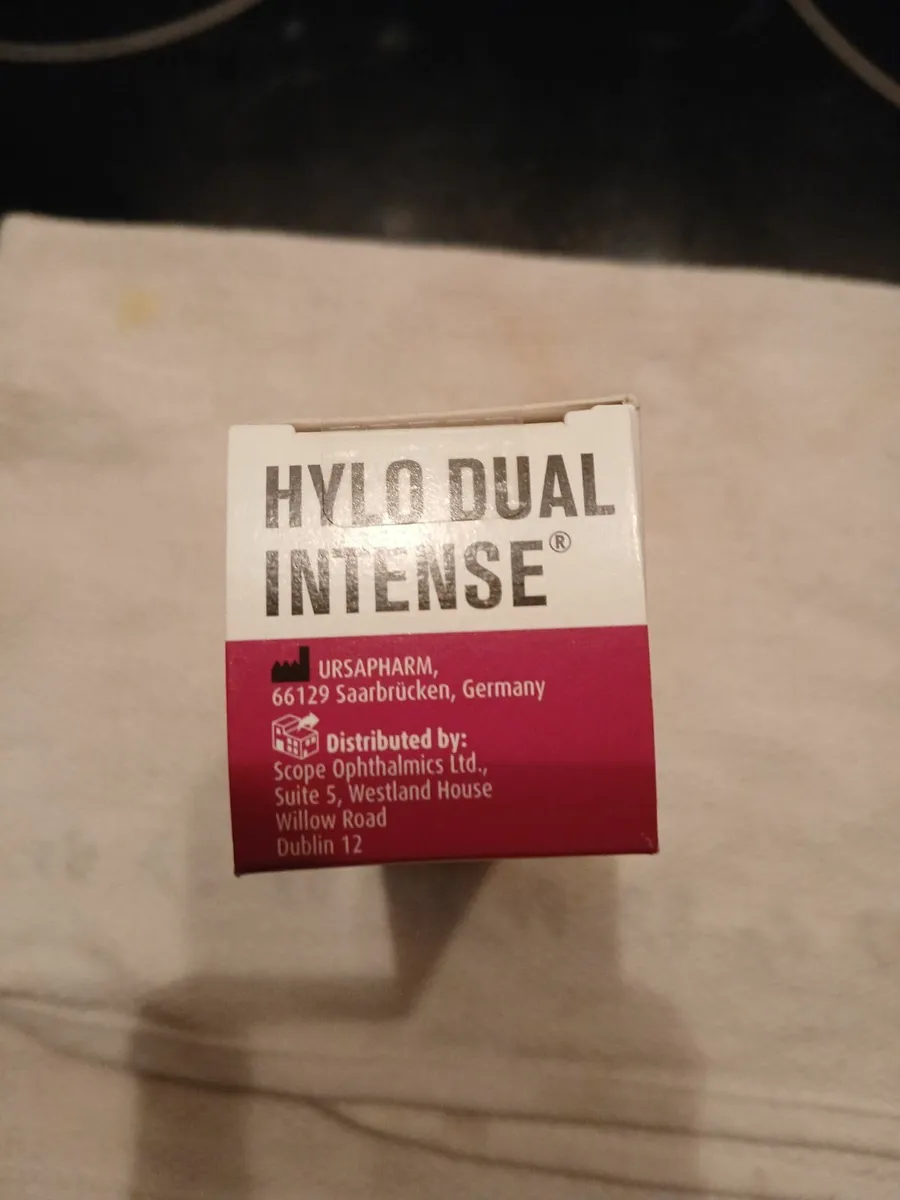 HYLO DUAL
INTENSE®
URSAPHARM,
66129 Saarbrücken, Germany
Distributed by:
Scope Ophthalmics Ltd.,
Suite 5, Westland House
Willow Road
Dublin 12